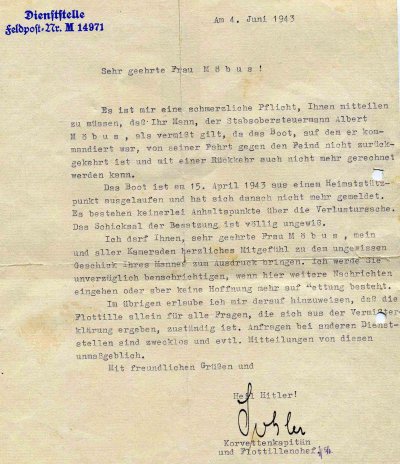 Dienststelle
Feldpost-Nr. M 14971
Am 4. Juni 1943
Sehr geehrte Frau M ö b u s !
Es ist mir eine schmerzliche Pflicht, Ihnen mitteilen
zu müssen, daß Ihr Mann, der Stabsobersteuermann Albert
M ö b u s , als vermißt gilt, da das Boot, auf den er kom-
mandiert war, von seiner Fahrt gegen den Feind nicht zurück-
gekehrt ist und mit einer Rückkehr auch nicht mehr gerechnet
werden kann.
Das Boot ist am 15. April 1943 aus einem Heimatstütz-
punkt ausgelaufen und hat sich danach nicht mehr gemeldet.
Es bestehen keinerlei Anhaltspunkte über die Verlustursache.
Das Schicksal der Besatzung ist völlig ungewiß.
Ich darf Ihnen, sehr geehrte Frau M ö b u s , mein
und aller Kameraden herzliches Mitgefühl zu dem ungewissen
Geschick Ihres Mannes zum Ausdruck bringen. Ich werde Sie
unverzüglich benachrichtigen, wenn hier weitere Nachrichten
eingehen oder aber keine Hoffnung mehr auf Rettung besteht.
Im übrigen erlaube ich mir darauf hinzuweisen, daß die
Flottille allein für alle Fragen, die sich aus der Vermißter-
klärung ergeben, zuständig ist. Anfragen bei anderen Dienst-
stellen sind zwecklos und evtl. Mitteilungen von diesen
unmaßgeblich.
Mit freundlichen Grüßen und
Heil Hitler!
Korvettenkapitän
und Flottillenchef